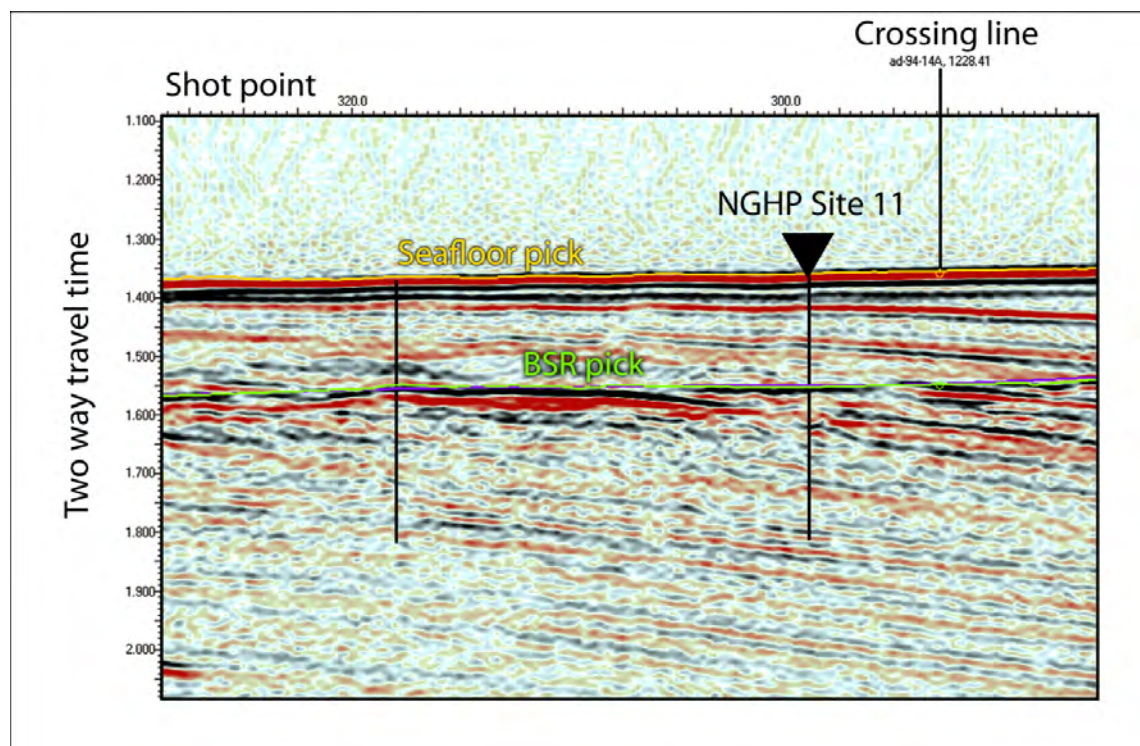 Crossing line
ad-94-14A, 1228.41
Shot point
320.0
300.0
1.100
1.200
NGHP Site 11
1.300
Seafloor pick
1.400
1.500
BSR pick
1.600
1.700
1.800
1.900
2.000
Two way travel time